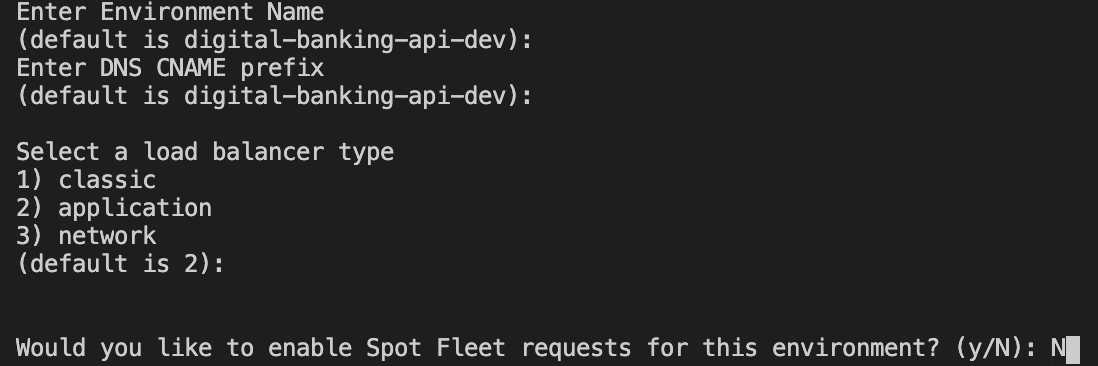 Enter Environment Name
(default is digital-banking-api-dev):
Enter DNS CNAME prefix
(default is digital-banking-api-dev):
Select a load balancer type
1) classic
2) application
3) network
(default is 2):
Would you like to enable Spot Fleet requests for this environment? (y/N): N